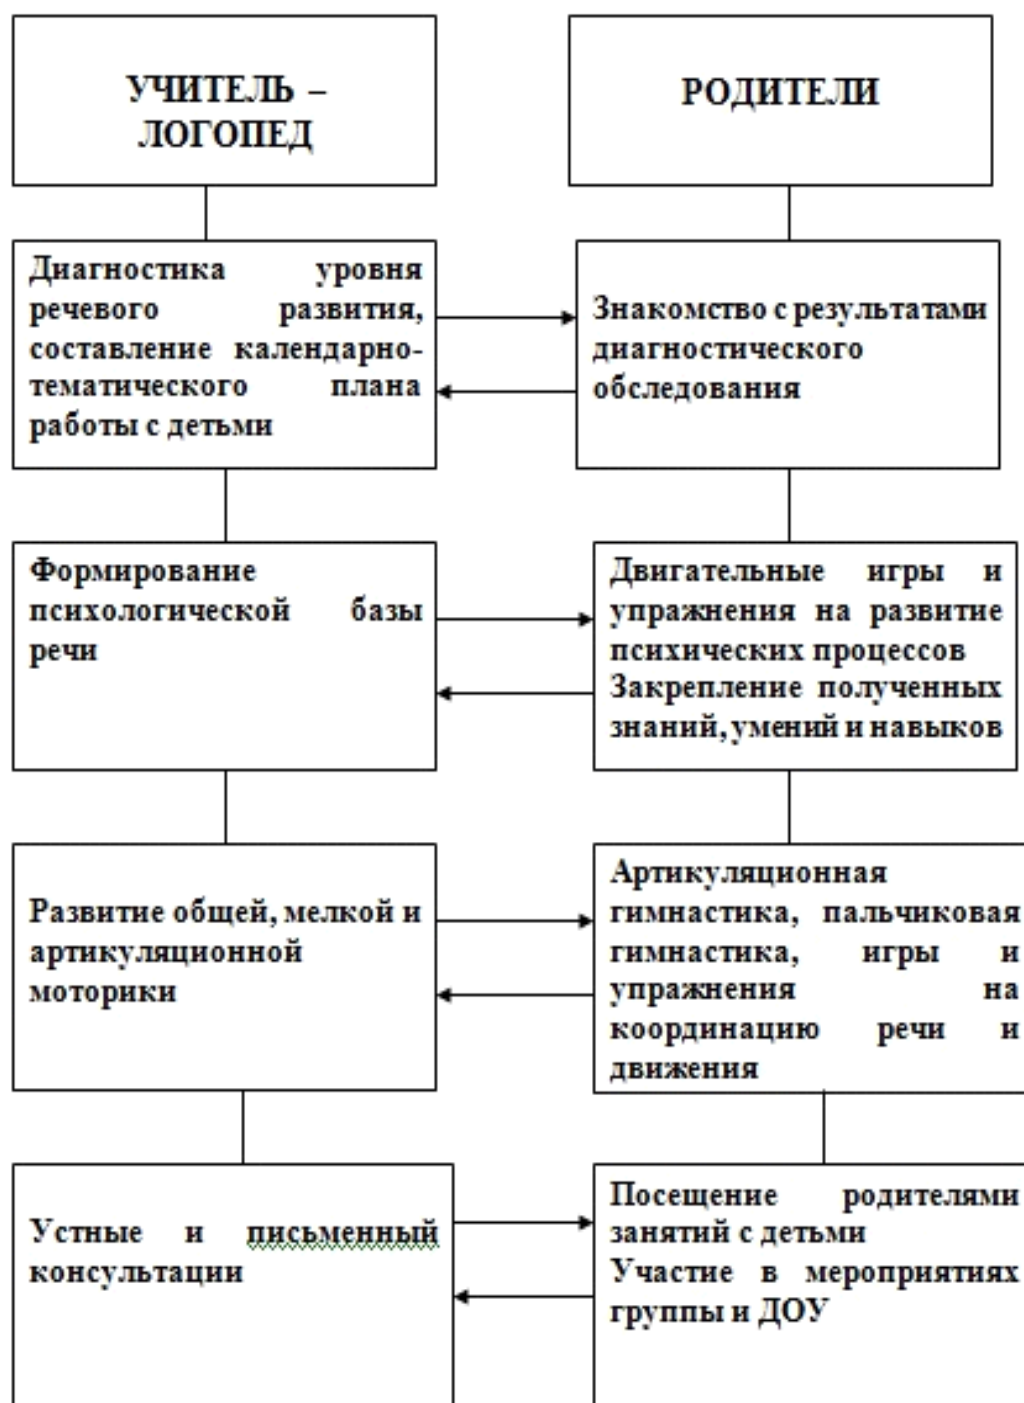 УЧИТЕЛЬ –
ЛОГОПЕД
РОДИТЕЛИ
Диагностика уровня
речевого развития,
составление календарно-
тематического плана
работы с детьми
Знакомство с результатами
диагностического
обследования
Формирование
психологической базы
речи
Двигательные игры и
упражнения на развитие
психических процессов
Закрепление полученных
знаний, умений и навыков
Развитие общей, мелкой и
артикуляционной
моторики
Артикуляционная
гимнастика, пальчиковая
гимнастика, игры и
упражнения на
координацию речи и
движения
Устные и письменный
консультации
Посещение родителями
занятий с детьми
Участие в мероприятиях
группы и ДОУ